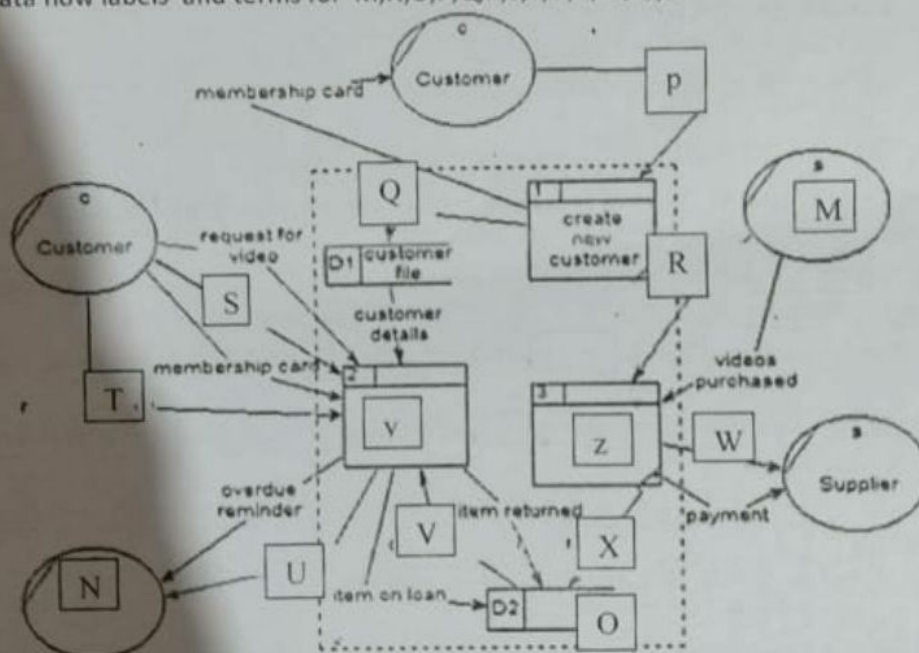 data flow labels and terms for
c
Customer
membership card
p
Q
1
create
new
customer
s
M
c
Customer
request for
video
D1 customer
file
R
S
customer
details
membership card
2
T
v
3
z
videos
purchased
W
s
Supplier
payment
overdue
reminder
V
item returned
X
U
N
item on loan
D2
O